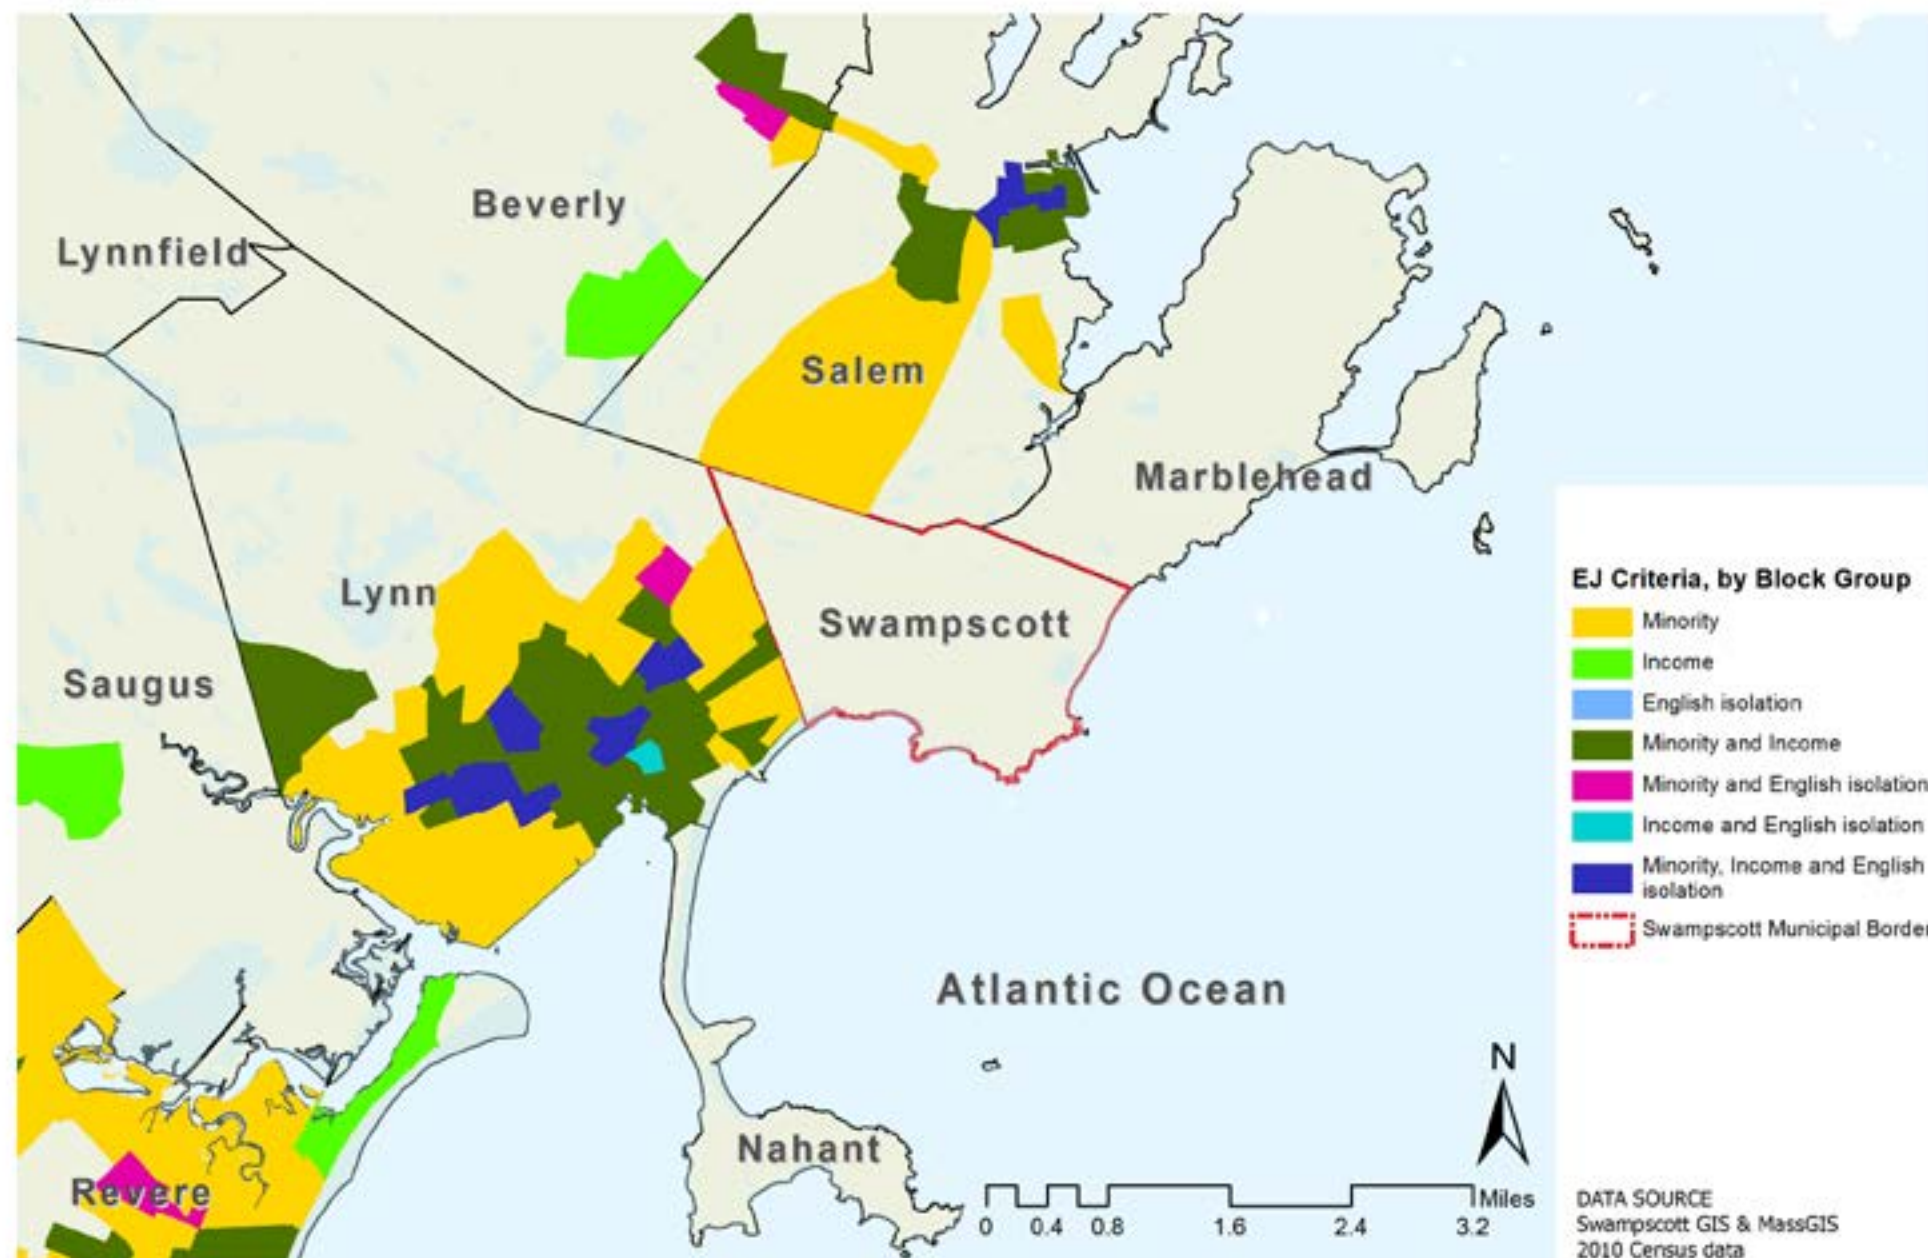 Beverly
Lynnfield
Salem
Marblehead
Lynn
Swampscott
Saugus
Atlantic Ocean
Nahant
Revere
EJ Criteria, by Block Group
Minority
Income
English isolation
Minority and Income
Minority and English isolation
Income and English isolation
Minority, Income and English
isolation
Swampscott Municipal Border
N
Miles
0 0.4 0.8 1.6 2.4 3.2
DATA SOURCE
Swampscott GIS & MassGIS
2010 Census data